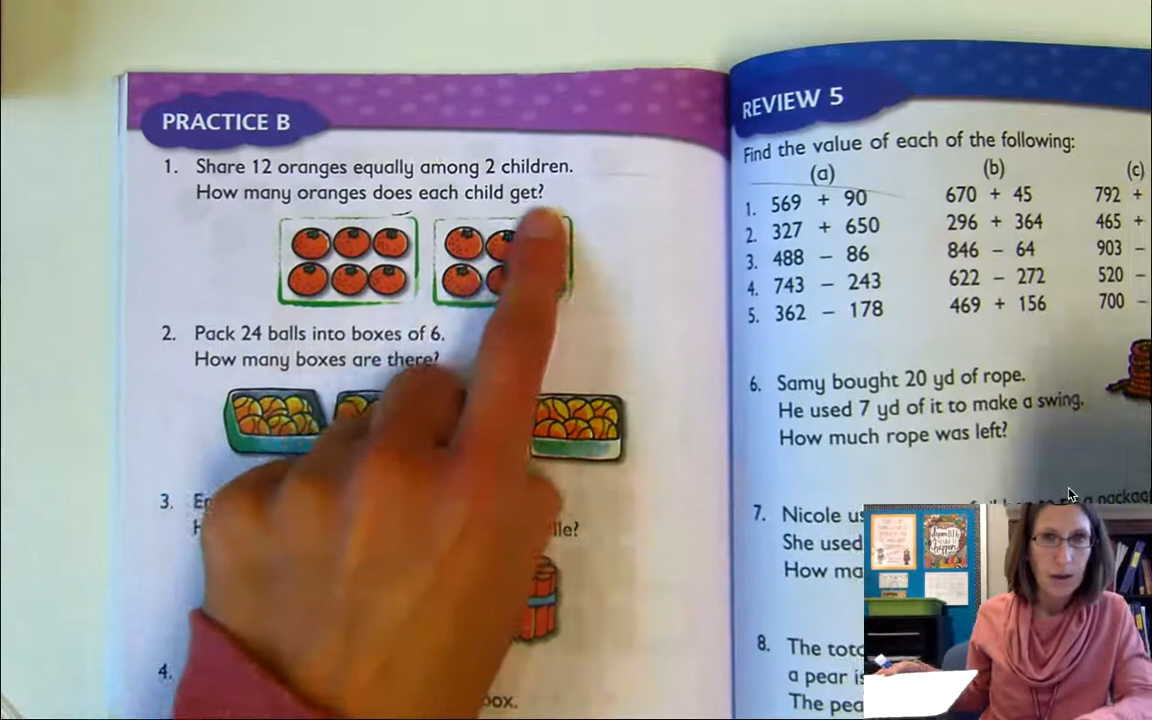 PRACTICE B
1. Share 12 oranges equally among 2 children.
How many oranges does each child get?
2. Pack 24 balls into boxes of 6.
How many boxes are there?
3.
4.
box.
REVIEW 5
Find the value of each of the following:
(a) (b) (c)
1. 569 + 90 670 + 45 792 +
2. 327 + 650 296 + 364 465 +
3. 488 − 86 846 − 64 903 −
4. 743 − 243 622 − 272 520 −
5. 362 − 178 469 + 156 700 −
6. Samy bought 20 yd of rope.
He used 7 yd of it to make a swing.
How much rope was left?
7. Nicole
She used
How
8. The
a pear
The